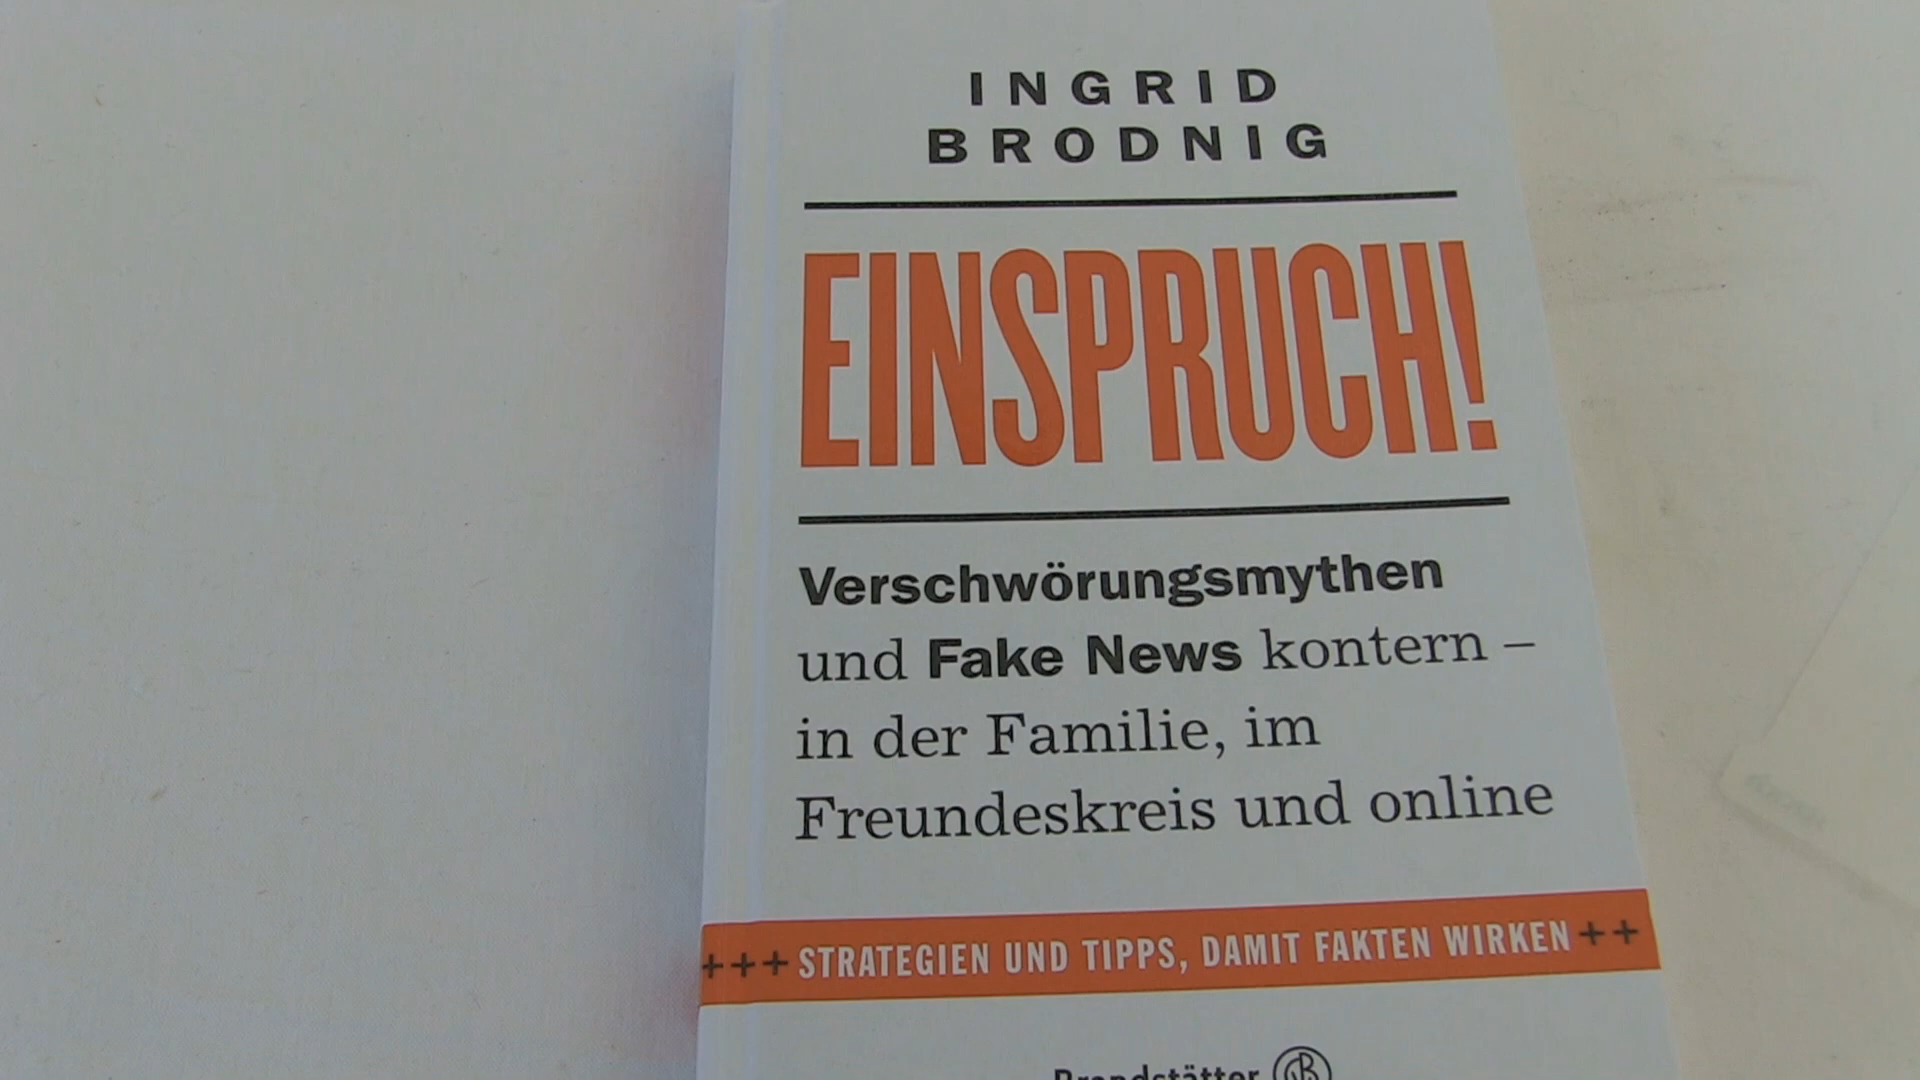 INGRID
BRODNIG
EINSPRUCH!
Verschwörungsmythen
und Fake News kontern –
in der Familie, im
Freundeskreis und online
+++ STRATEGIEN UND TIPPS, DAMIT FAKTEN WIRKEN ++
Brandstätter